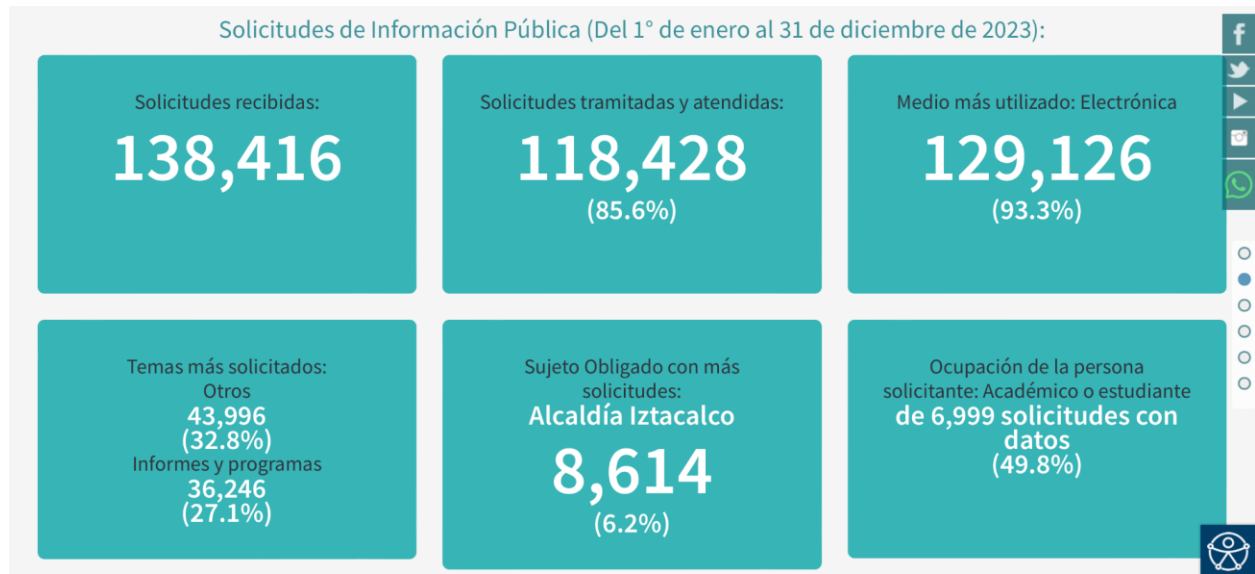 Solicitudes de Información Pública (Del 1° de enero al 31 de diciembre de 2023):
Solicitudes recibidas:
138,416
Solicitudes tramitadas y atendidas:
118,428
(85.6%)
Medio más utilizado: Electrónica
129,126
(93.3%)
Temas más solicitados:
Otros
43,996
(32.8%)
Informes y programas
36,246
(27.1%)
Sujeto Obligado con más
solicitudes:
Alcaldía Iztacalco
8,614
(6.2%)
Ocupación de la persona
solicitante: Académico o estudiante
de 6,999 solicitudes con
datos
(49.8%)